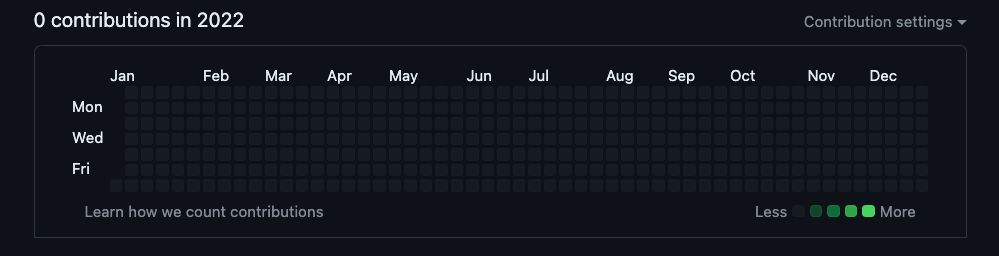 0 contributions in 2022
Contribution settings
Jan Feb Mar Apr May Jun Jul Aug Sep Oct Nov Dec
Mon
Wed
Fri
Learn how we count contributions
Less More